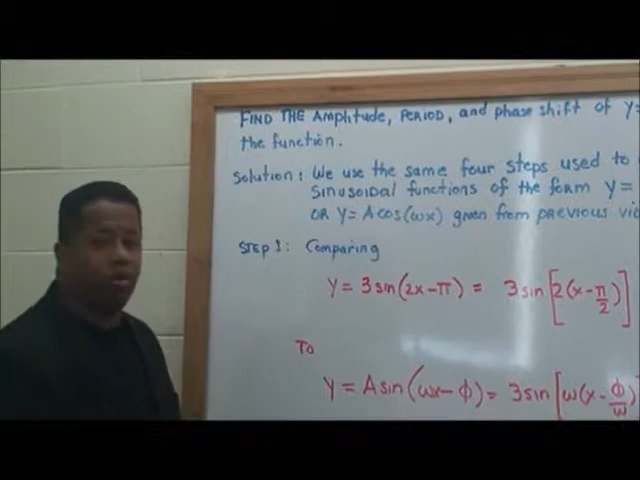 FIND THE Amplitude, PERIOD, and phase shift of y=
the function.
Solution: We use the same four steps used to
Sinusoidal functions of the form y =
OR y= A cos(ωx) given from previous
STEP 1: Comparing
y = 3 sin(2x-π) = 3 sin[2(x-π/2)]
To
y = A sin(ωx-ϕ) = 3 sin[ω(x-ϕ/ω)